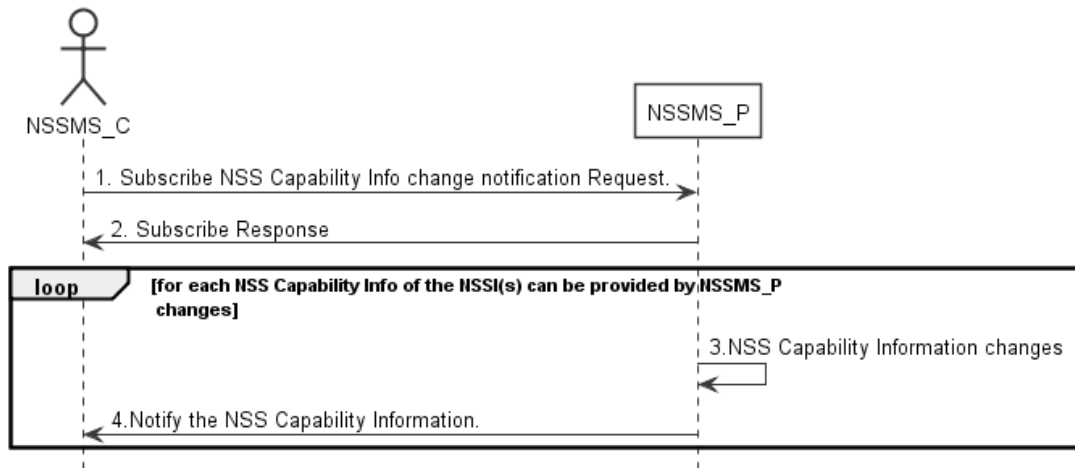 NSSMS_C
NSSMS_P
1. Subscribe NSS Capability Info change notification Request.
2. Subscribe Response
loop
[for each NSS Capability Info of the NSSI(s) can be provided by NSSMS_P
changes]
3.NSS Capability Information changes
4.Notify the NSS Capability Information.